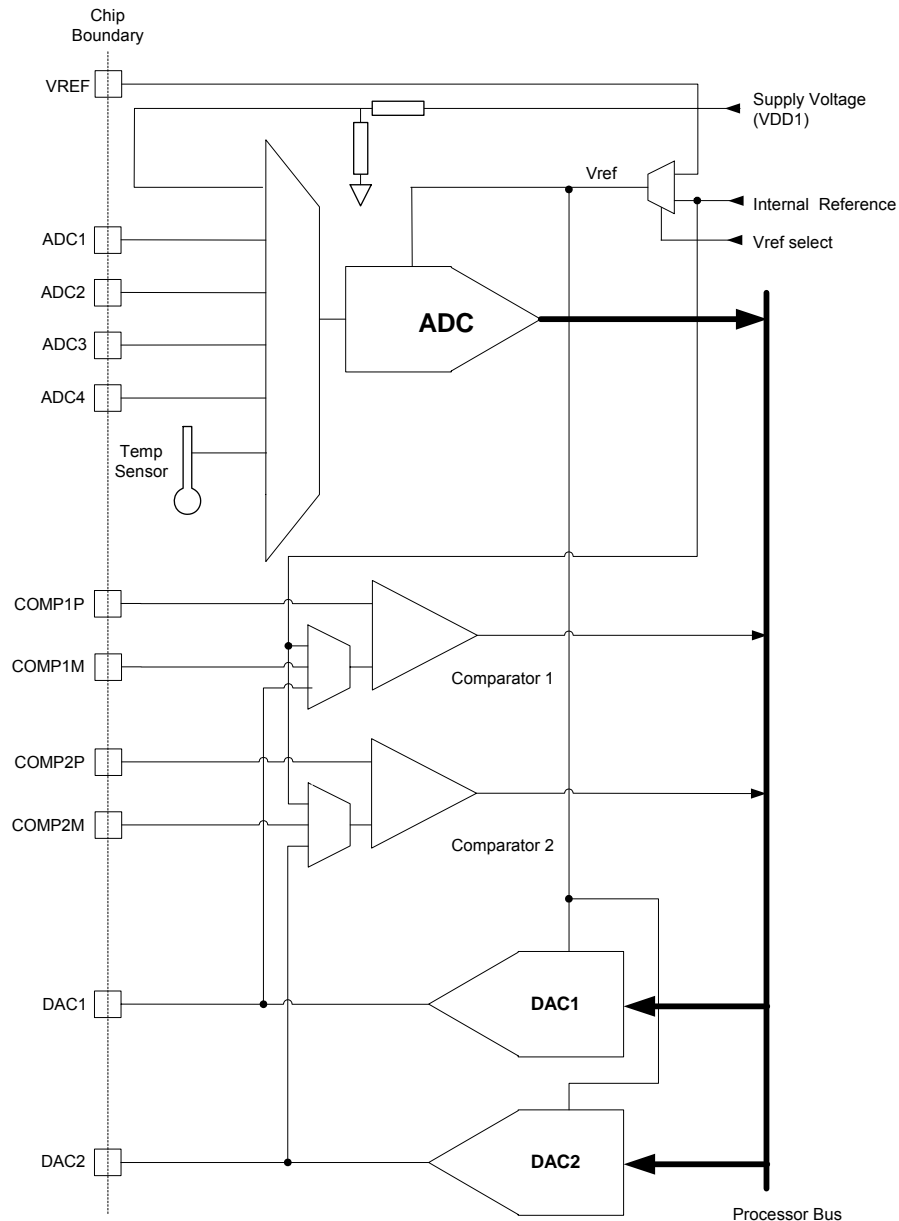 Chip
Boundary
VREF
Supply Voltage
(VDD1)
Vref
Internal Reference
Vref select
ADC1
ADC2
ADC
ADC3
ADC4
Temp
Sensor
COMP1P
COMP1M
Comparator 1
COMP2P
COMP2M
Comparator 2
DAC1
DAC1
DAC2
DAC2
Processor Bus